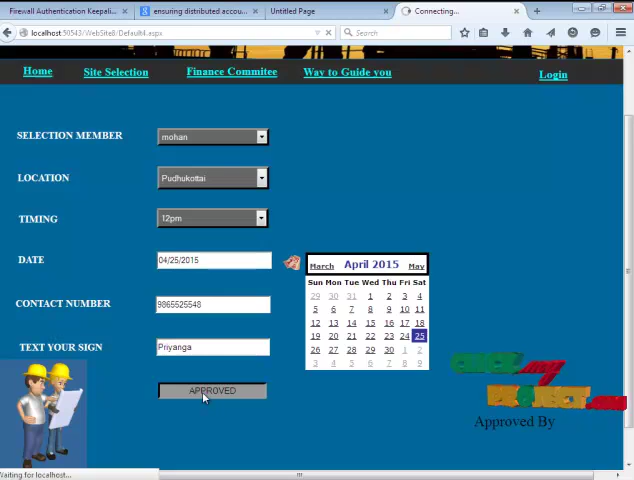 Firewall Authentication Keepali...
ensuring distributed accou...
Untitled Page
Connecting...
localhost:50543/WebSite8/Default4.aspx
Search
Home
Site Selection
Finance Commitee
Way to Guide you
Login
SELECTION MEMBER
mohan
LOCATION
Pudhukottai
TIMING
12pm
DATE
04/25/2015
March April 2015 May
Sun Mon Tue Wed Thu Fri Sat
29 30 31 1 2 3 4
5 6 7 8 9 10 11
12 13 14 15 16 17 18
19 20 21 22 23 24 25
26 27 28 29 30 1 2
3 4 5 6 7 8 9
CONTACT NUMBER
9865525548
TEXT YOUR SIGN
Priyanga
APPROVED
CLICK my
PROJECT.com
Approved By
Waiting for localhost...